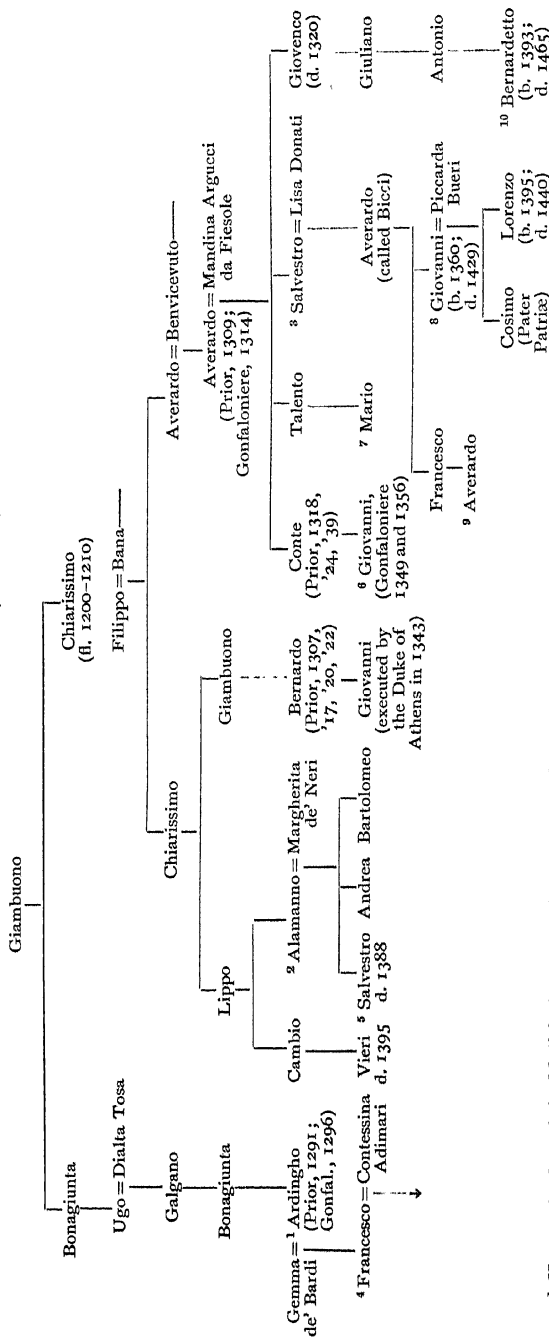 Giambuono
Bonagiunta
Chiarissimo
(fl. 1200-1210)
Ugo = Dialta Tosa
Filippo = Bana——
Galgano
Chiarissimo
Averardo = Benvicevuto——
Bonagiunta
Lippo
Giambuono
Averardo = Mandina Argucci
(Prior, 1309; da Fiesole
Gonfaloniere, 1314)
Gemma = ¹ Ardingho
de' Bardi (Prior, 1291;
Gonfal., 1296)
Cambio
² Alamanno = Margherita
de' Neri
Bernardo
(Prior, 1307,
'17, '20, '22)
Conte
(Prior, 1318,
'24, '39)
Talento
³ Salvestro = Lisa Donati
Giovenco
(d. 1320)
⁴ Francesco = Contessina
Adimari
Vieri
d. 1395
⁵ Salvestro
d. 1388
Andrea
Bartolomeo
Giovanni
(executed by
the Duke of
Athens in 1343)
⁶ Giovanni,
(Gonfaloniere
1349 and 1356)
⁷ Mario
Averardo
(called Bicci)
Giuliano
Francesco
⁸ Giovanni = Piccarda
(b. 1360; Bueri
d. 1429)
Antonio
⁹ Averardo
Cosimo
(Pater
Patriæ)
Lorenzo
(b. 1395;
d. 1440)
¹⁰ Bernardetto
(b. 1393;
d. 1465)